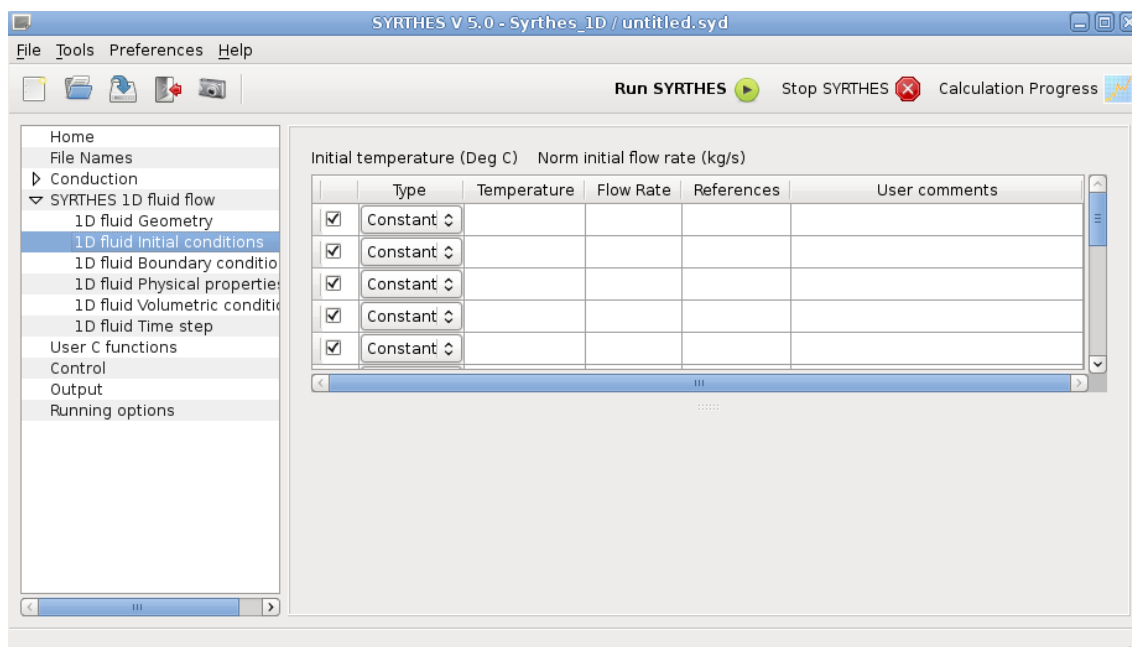 SYRTHES V 5.0 - Syrthes_1D / untitled.syd
File Tools Preferences Help
Run SYRTHES Stop SYRTHES Calculation Progress
Home
File Names
Conduction
SYRTHES 1D fluid flow
1D fluid Geometry
1D fluid Initial conditions
1D fluid Boundary conditio
1D fluid Physical properties
1D fluid Volumetric conditio
1D fluid Time step
User C functions
Control
Output
Running options
Initial temperature (Deg C) Norm initial flow rate (kg/s)
Type Temperature Flow Rate References User comments
Constant
Constant
Constant
Constant
Constant